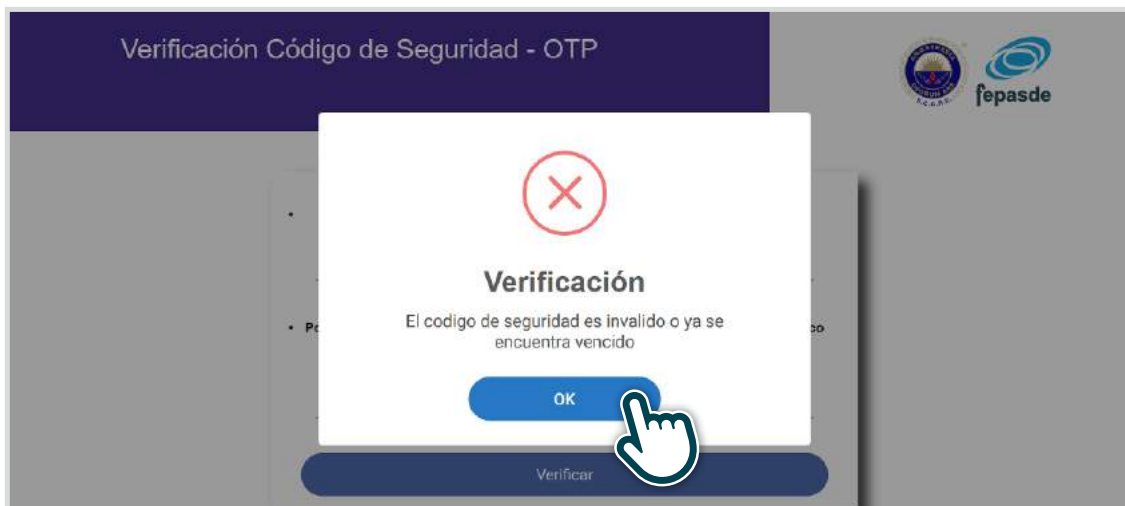 Verificación Código de Seguridad - OTP
fepasde
Verificación
El codigo de seguridad es invalido o ya se
encuentra vencido
OK
Verificar